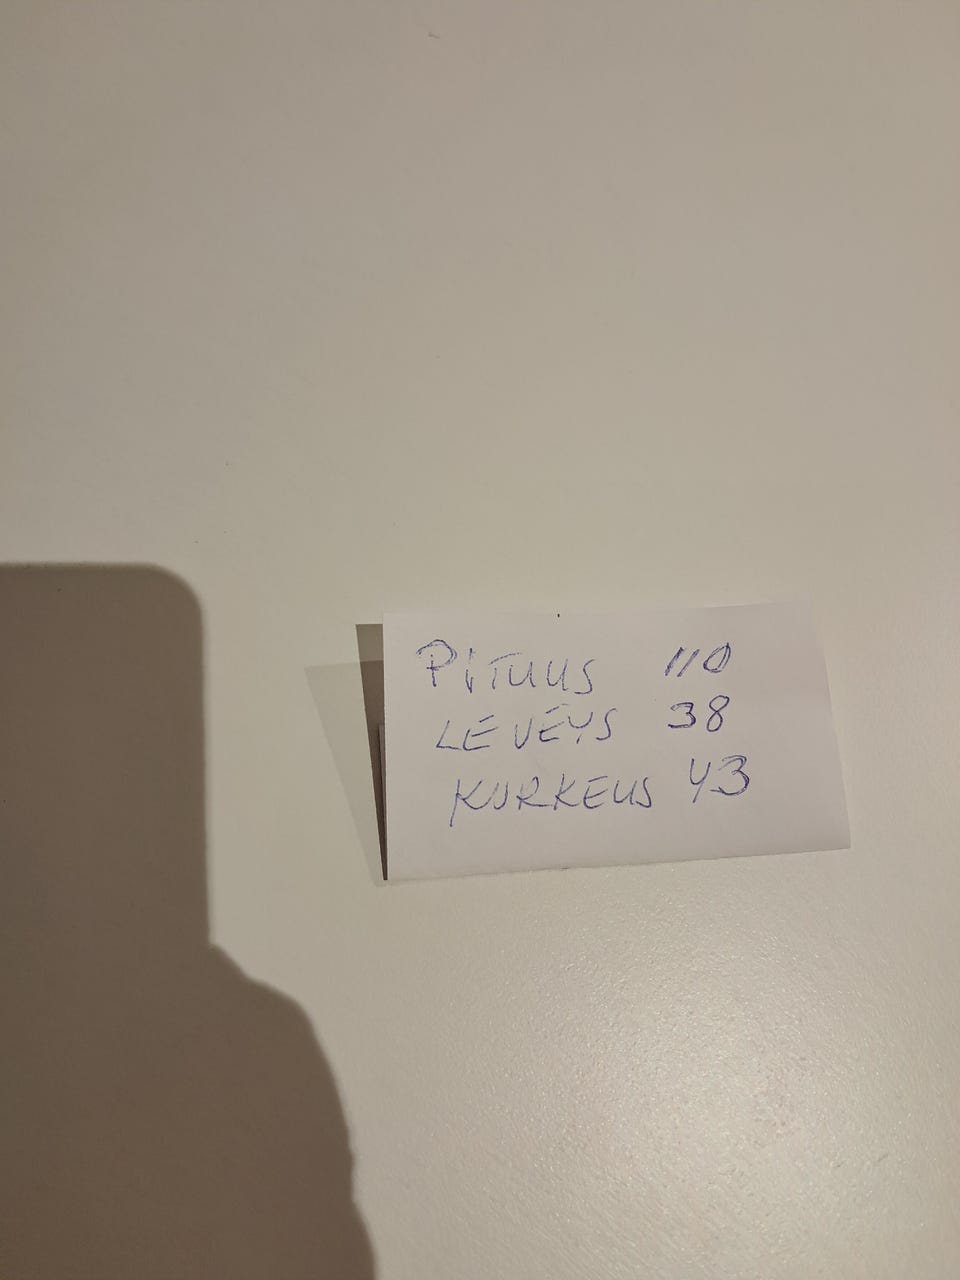 PiTUUS 110
LEVEYS 38
KORKEUS 43